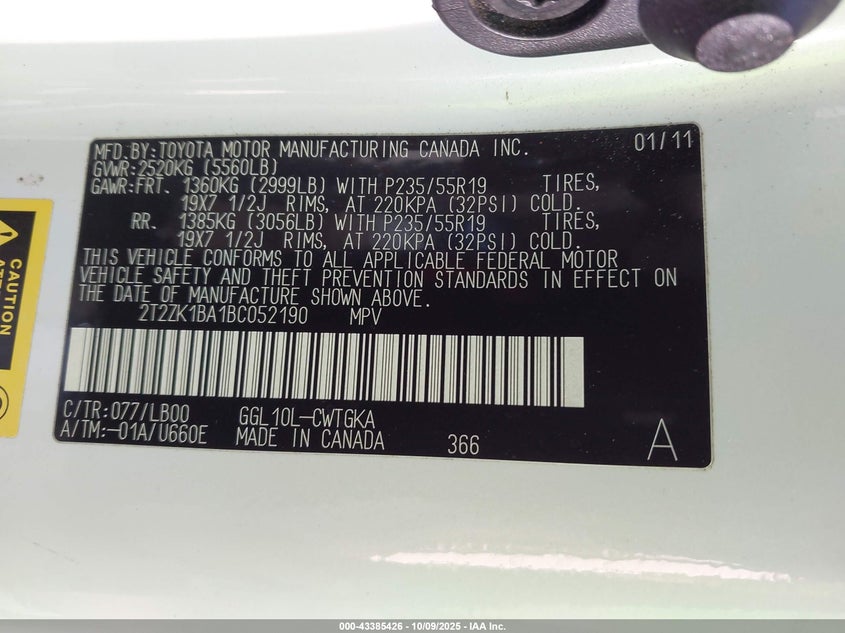 MFD.BY:TOYOTA MOTOR MANUFACTURING CANADA INC. 01/11
GVWR:2520KG (5560LB)
GAWR:FRT. 1360KG (2999LB) WITH P235/55R19 TIRES,
19X7 1/2J RIMS, AT 220KPA (32PSI) COLD.
RR. 1385KG (3056LB) WITH P235/55R19 TIRES,
19X7 1/2J RIMS, AT 220KPA (32PSI) COLD.
THIS VEHICLE CONFORMS TO ALL APPLICABLE FEDERAL MOTOR
VEHICLE SAFETY AND THEFT PREVENTION STANDARDS IN EFFECT ON
THE DATE OF MANUFACTURE SHOWN ABOVE.
2T2ZK1BA1BC052190 MPV
C/TR:077/LB00 GGL10L-CWTGKA
A/TM:-01A/U660E MADE IN CANADA 366 A
CAUTION
000-43385426 - 10/09/2025 - IAA Inc.